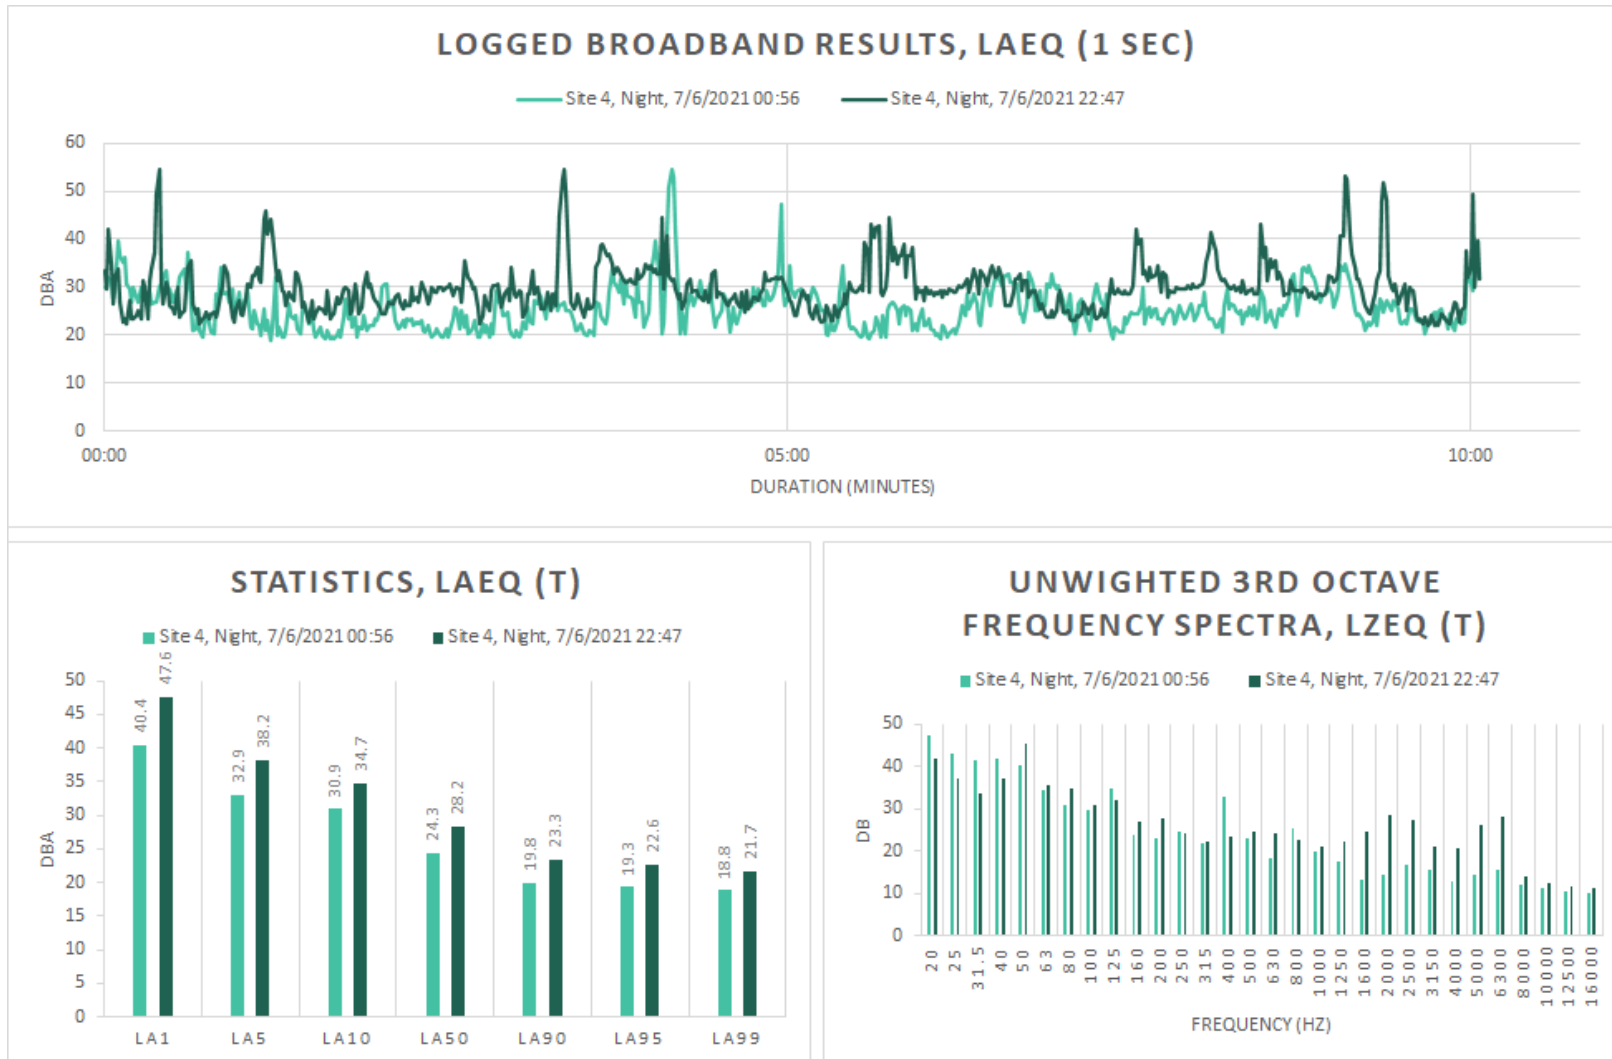 LOGGED BROADBAND RESULTS, LAEQ (1 SEC)
Site 4, Night, 7/6/2021 00:56 Site 4, Night, 7/6/2021 22:47
60
50
40
30
20
10
0
DBA
00:00 05:00 10:00
DURATION (MINUTES)
STATISTICS, LAEQ (T)
Site 4, Night, 7/6/2021 00:56 Site 4, Night, 7/6/2021 22:47
50
45
40
35
30
25
20
15
10
5
0
DBA
40.4 47.6 32.9 38.2 30.9 34.7 24.3 28.2 19.8 23.3 19.3 22.6 18.8 21.7
LA1 LA5 LA10 LA50 LA90 LA95 LA99
UNWIGHTED 3RD OCTAVE
FREQUENCY SPECTRA, LZEQ (T)
Site 4, Night, 7/6/2021 00:56 Site 4, Night, 7/6/2021 22:47
50
40
30
20
10
0
DB
20 25 31.5 40 50 63 80 100 125 160 200 250 315 400 500 630 800 1000 1250 1600 2000 2500 3150 4000 5000 6300 8000 10000 12500 16000
FREQUENCY (HZ)